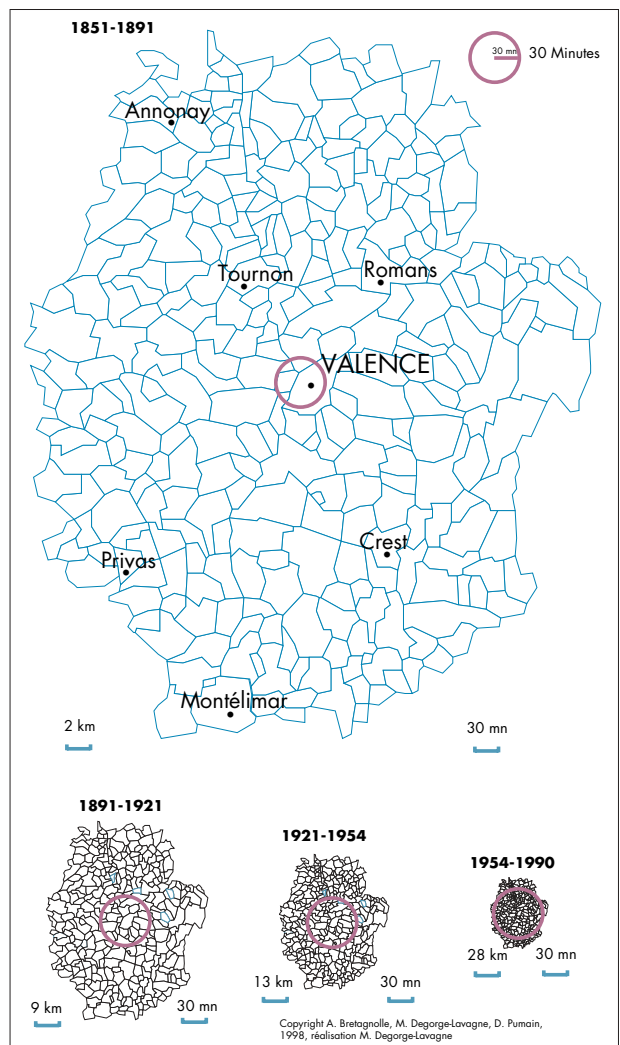 1851-1891
30 mn
30 Minutes
Annonay
Tournon
Romans
VALENCE
Crest
Privas
Montélimar
2 km
30 mn
1891-1921
1921-1954
1954-1990
28 km
30 mn
13 km
30 mn
9 km
30 mn
Copyright A. Bretagnolle, M. Degorge-Lavagne, D. Pumain,
1998, réalisation M. Degorge-Lavagne